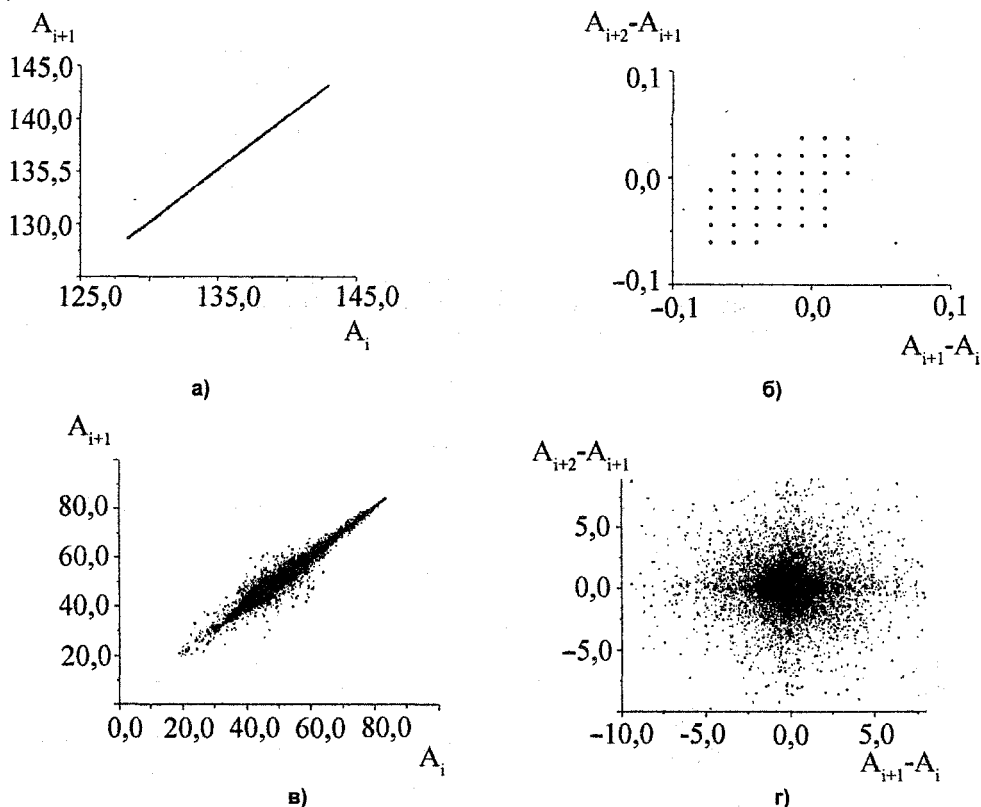 A_{i+1}
145,0
140,0
135,5
130,0
125,0 135,0 145,0
A_i
а)
A_{i+2}-A_{i+1}
0,1
0,0
-0,1
-0,1 0,0 0,1
A_{i+1}-A_i
б)
A_{i+1}
80,0
60,0
40,0
20,0
0,0 20,0 40,0 60,0 80,0
A_i
в)
A_{i+2}-A_{i+1}
5,0
0,0
-5,0
-10,0 -5,0 0,0 5,0
A_{i+1}-A_i
г)